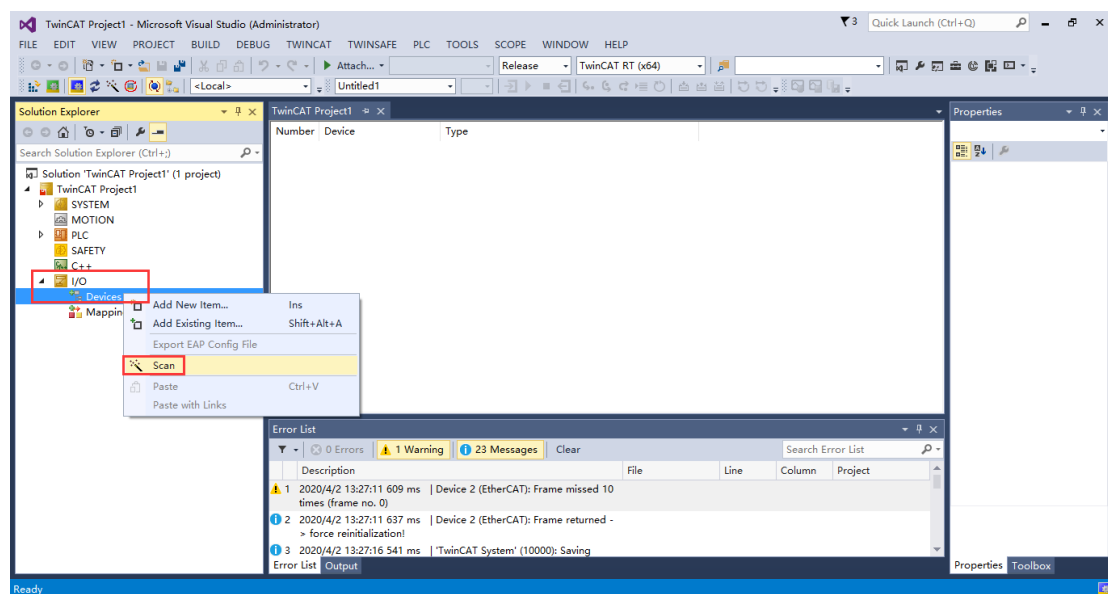 TwinCAT Project1 - Microsoft Visual Studio (Administrator)
3
Quick Launch (Ctrl+Q)
FILE EDIT VIEW PROJECT BUILD DEBUG TWINCAT TWINSAFE PLC TOOLS SCOPE WINDOW HELP
Attach...
Release
TwinCAT RT (x64)
<Local>
Untitled1
Solution Explorer
Search Solution Explorer (Ctrl+;)
Solution 'TwinCAT Project1' (1 project)
TwinCAT Project1
SYSTEM
MOTION
PLC
SAFETY
C++
I/O
Devices
Mappin
Add New Item... Ins
Add Existing Item... Shift+Alt+A
Export EAP Config File
Scan
Paste Ctrl+V
Paste with Links
TwinCAT Project1
Number Device Type
Error List
0 Errors 1 Warning 23 Messages Clear
Search Error List
Description File Line Column Project
1 2020/4/2 13:27:11 609 ms | Device 2 (EtherCAT): Frame missed 10
times (frame no. 0)
2 2020/4/2 13:27:11 637 ms | Device 2 (EtherCAT): Frame returned -
> force reinitialization!
3 2020/4/2 13:27:16 541 ms | 'TwinCAT System' (10000): Saving
Error List Output
Properties
Properties Toolbox
Ready